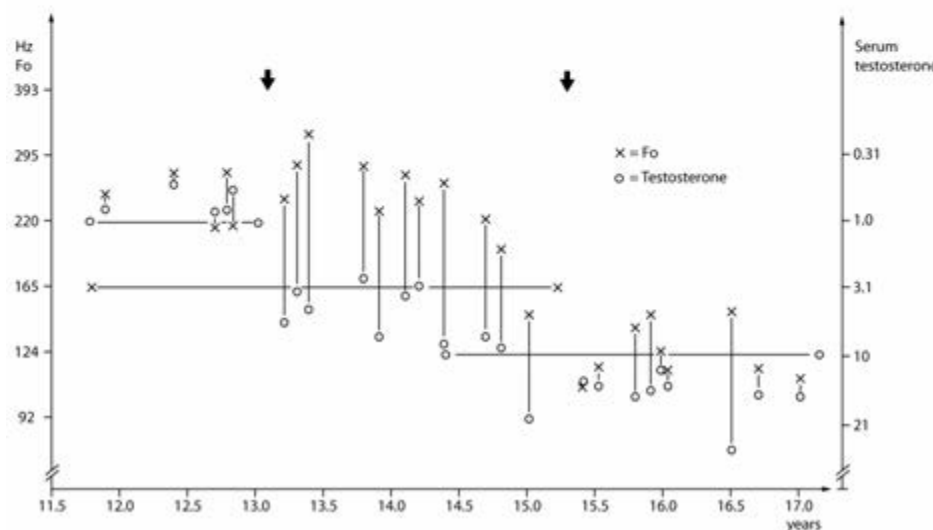 Hz
Fo
393
295
220
165
124
92
Serum
testosterone
0.31
1.0
3.1
10
21
× = Fo
o = Testosterone
11.5 12.0 12.5 13.0 13.5 14.0 14.5 15.0 15.5 16.0 16.5 17.0
years